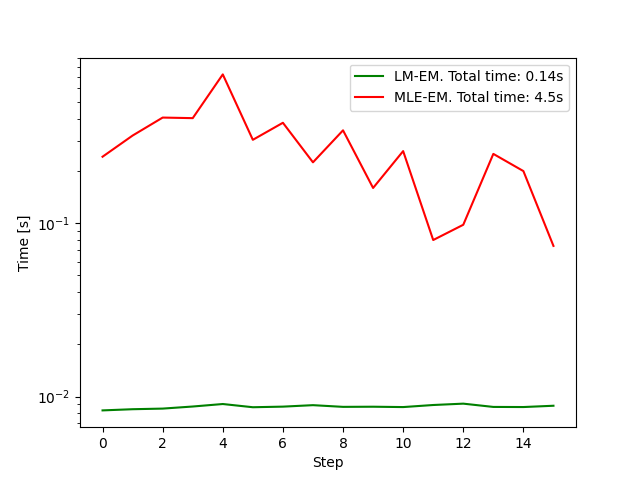 LM-EM. Total time: 0.14s
MLE-EM. Total time: 4.5s
Time [s]
10⁻¹
10⁻²
0 2 4 6 8 10 12 14
Step